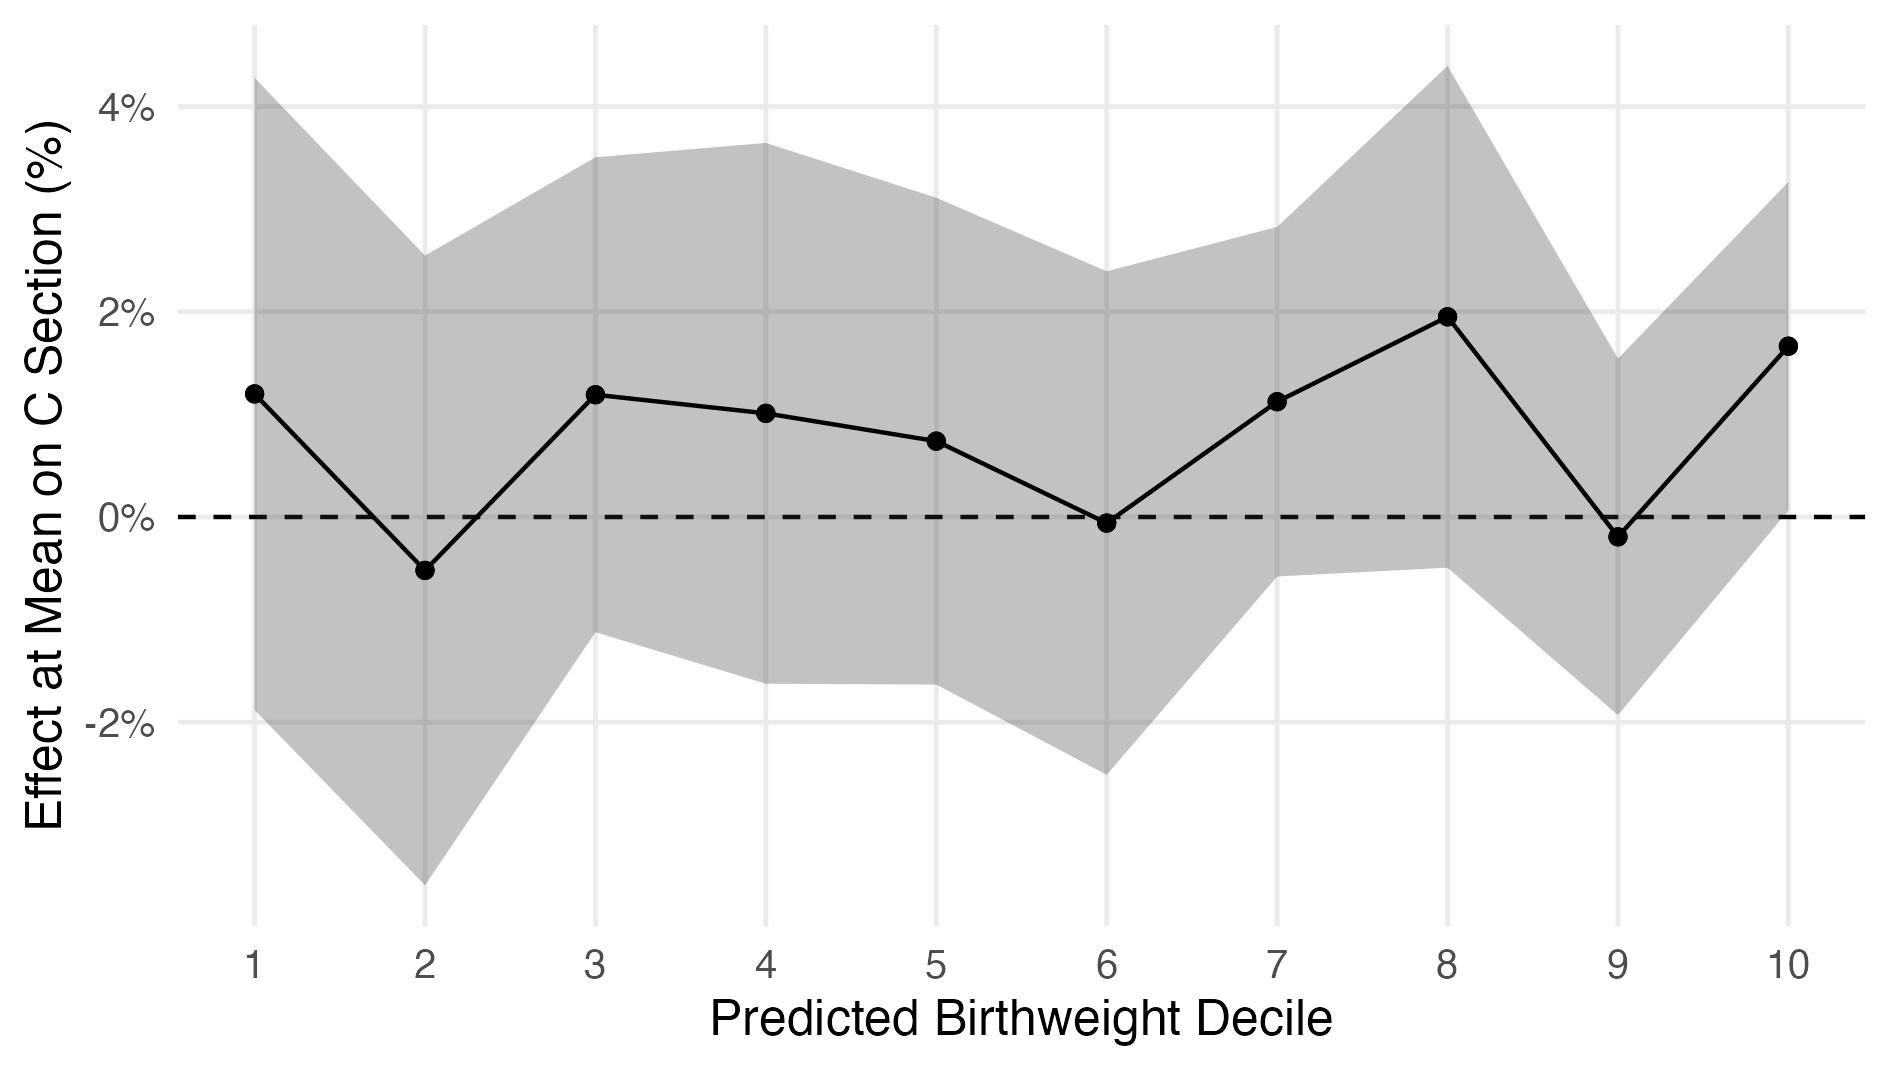 Effect at Mean on C Section (%)
4%
2%
0%
-2%
1 2 3 4 5 6 7 8 9 10
Predicted Birthweight Decile